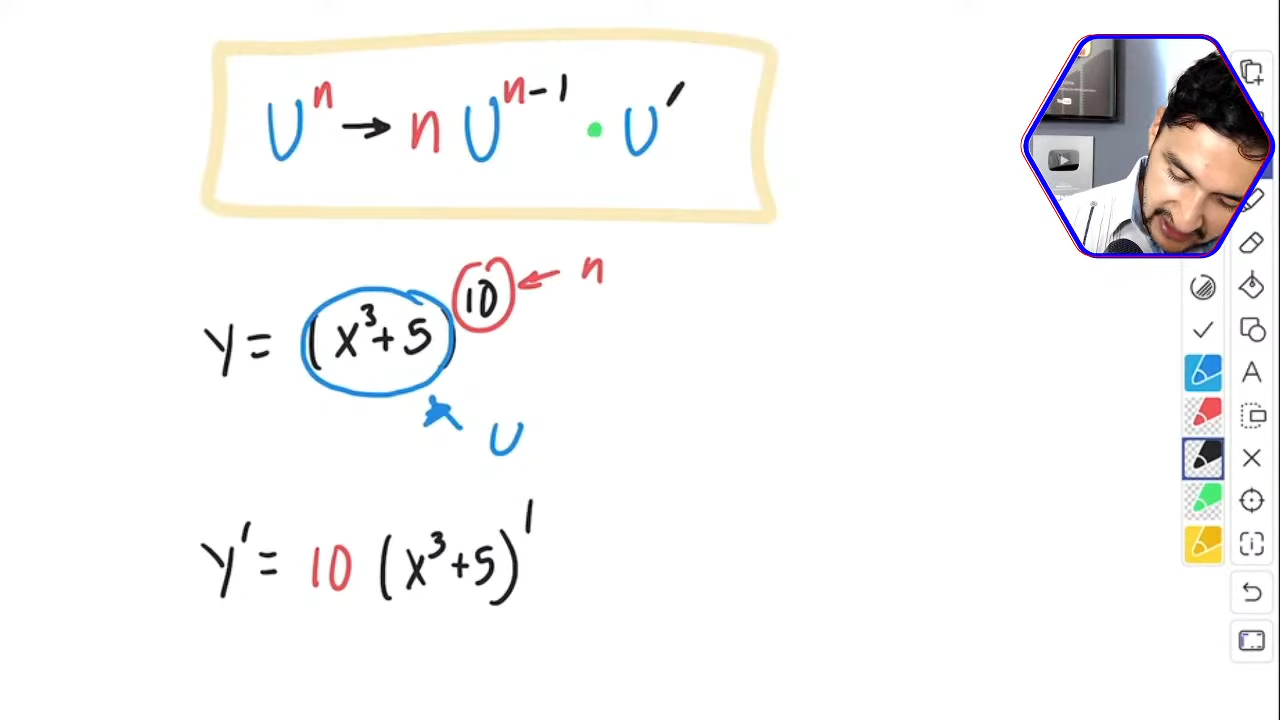 U^n → n U^{n-1} · U′
y = (x³+5)^{10} ← n
U
y′ = 10 (x³+5)^1